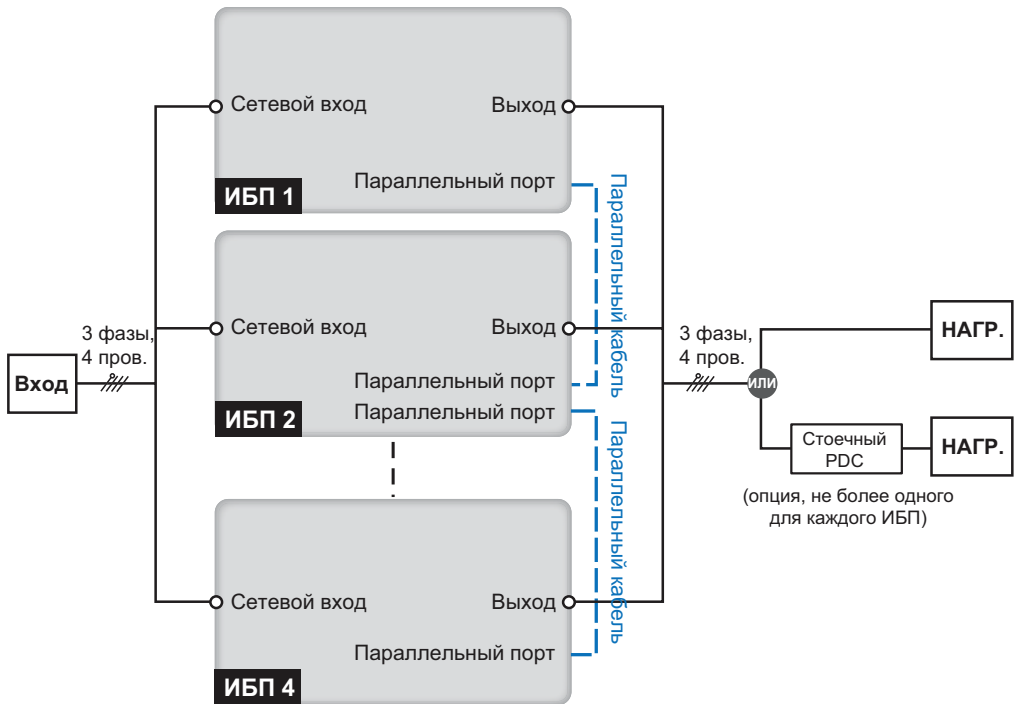 Сетевой вход
Выход
Параллельный порт
ИБП 1
Параллельный кабель
Сетевой вход
Выход
Параллельный порт
Параллельный порт
ИБП 2
Параллельный кабель
3 фазы,
4 пров.
Вход
3 фазы,
4 пров.
ИЛИ
НАГР.
Стоечный
PDC
НАГР.
(опция, не более одного
для каждого ИБП)
Сетевой вход
Выход
Параллельный порт
ИБП 4